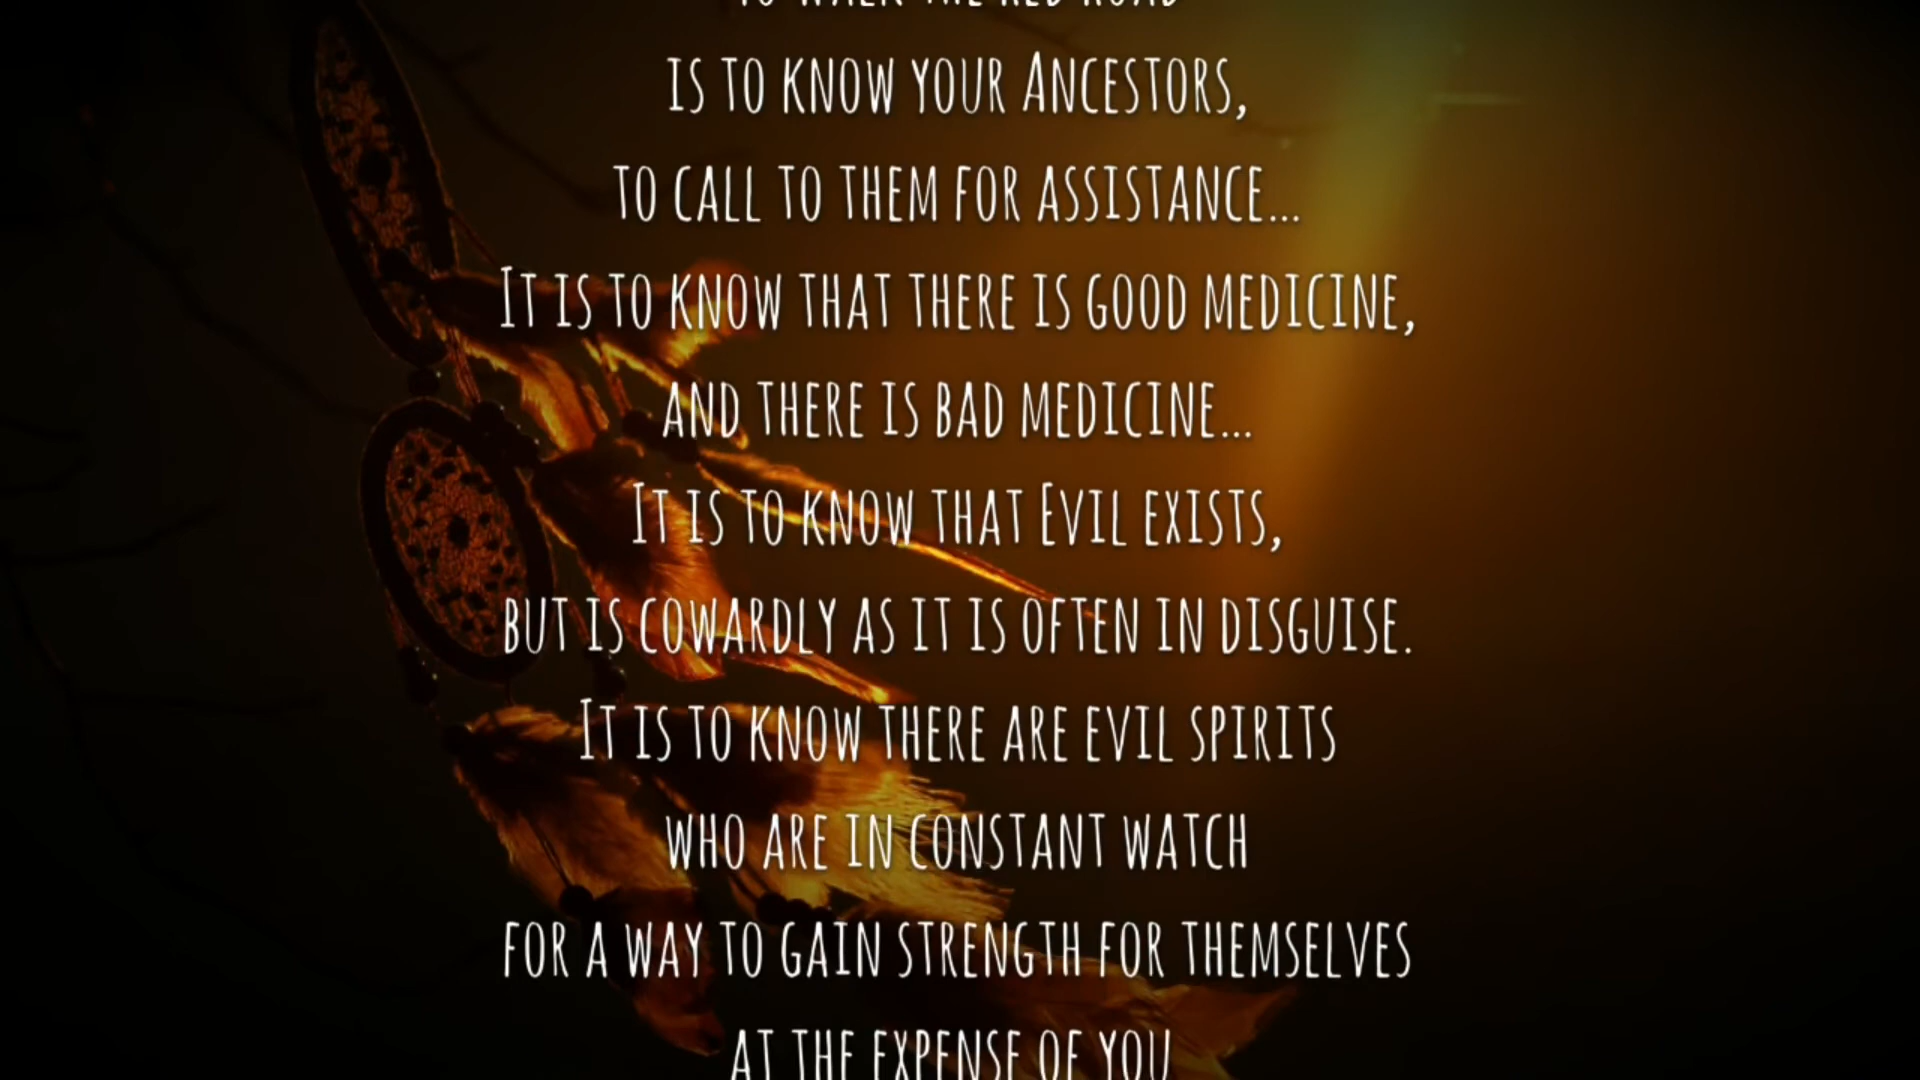 to walk the Red Road
is to know your Ancestors,
to call to them for assistance...
It is to know that there is good medicine,
and there is bad medicine...
It is to know that Evil exists,
but is cowardly as it is often in disguise.
It is to know there are evil spirits
who are in constant watch
for a way to gain strength for themselves
at the expense of you